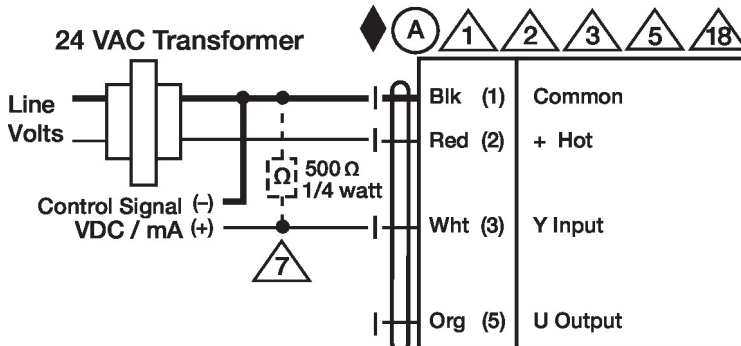 24 VAC Transformer
A 1 2 3 5 18
Line
Volts
Blk (1) Common
Red (2) + Hot
Ω 500 Ω
1/4 watt
Control Signal (–)
VDC / mA (+)
Wht (3) Y Input
7
Org (5) U Output